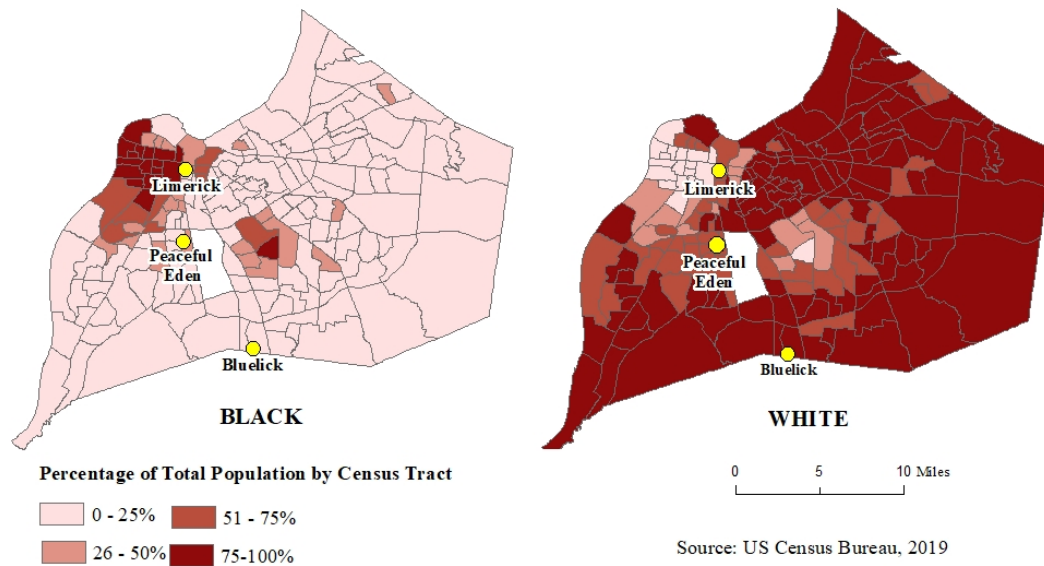 Limerick
Peaceful
Eden
Bluelick
BLACK
Limerick
Peaceful
Eden
Bluelick
WHITE
Percentage of Total Population by Census Tract
0 - 25%
51 - 75%
26 - 50%
75-100%
0 5 10 Miles
Source: US Census Bureau, 2019